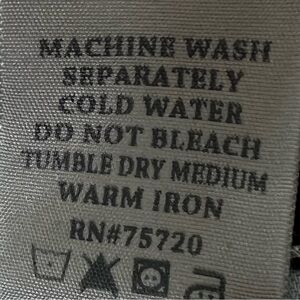 MACHINE WASH
SEPARATELY
COLD WATER
DO NOT BLEACH
TUMBLE DRY MEDIUM
WARM IRON
RN#75720